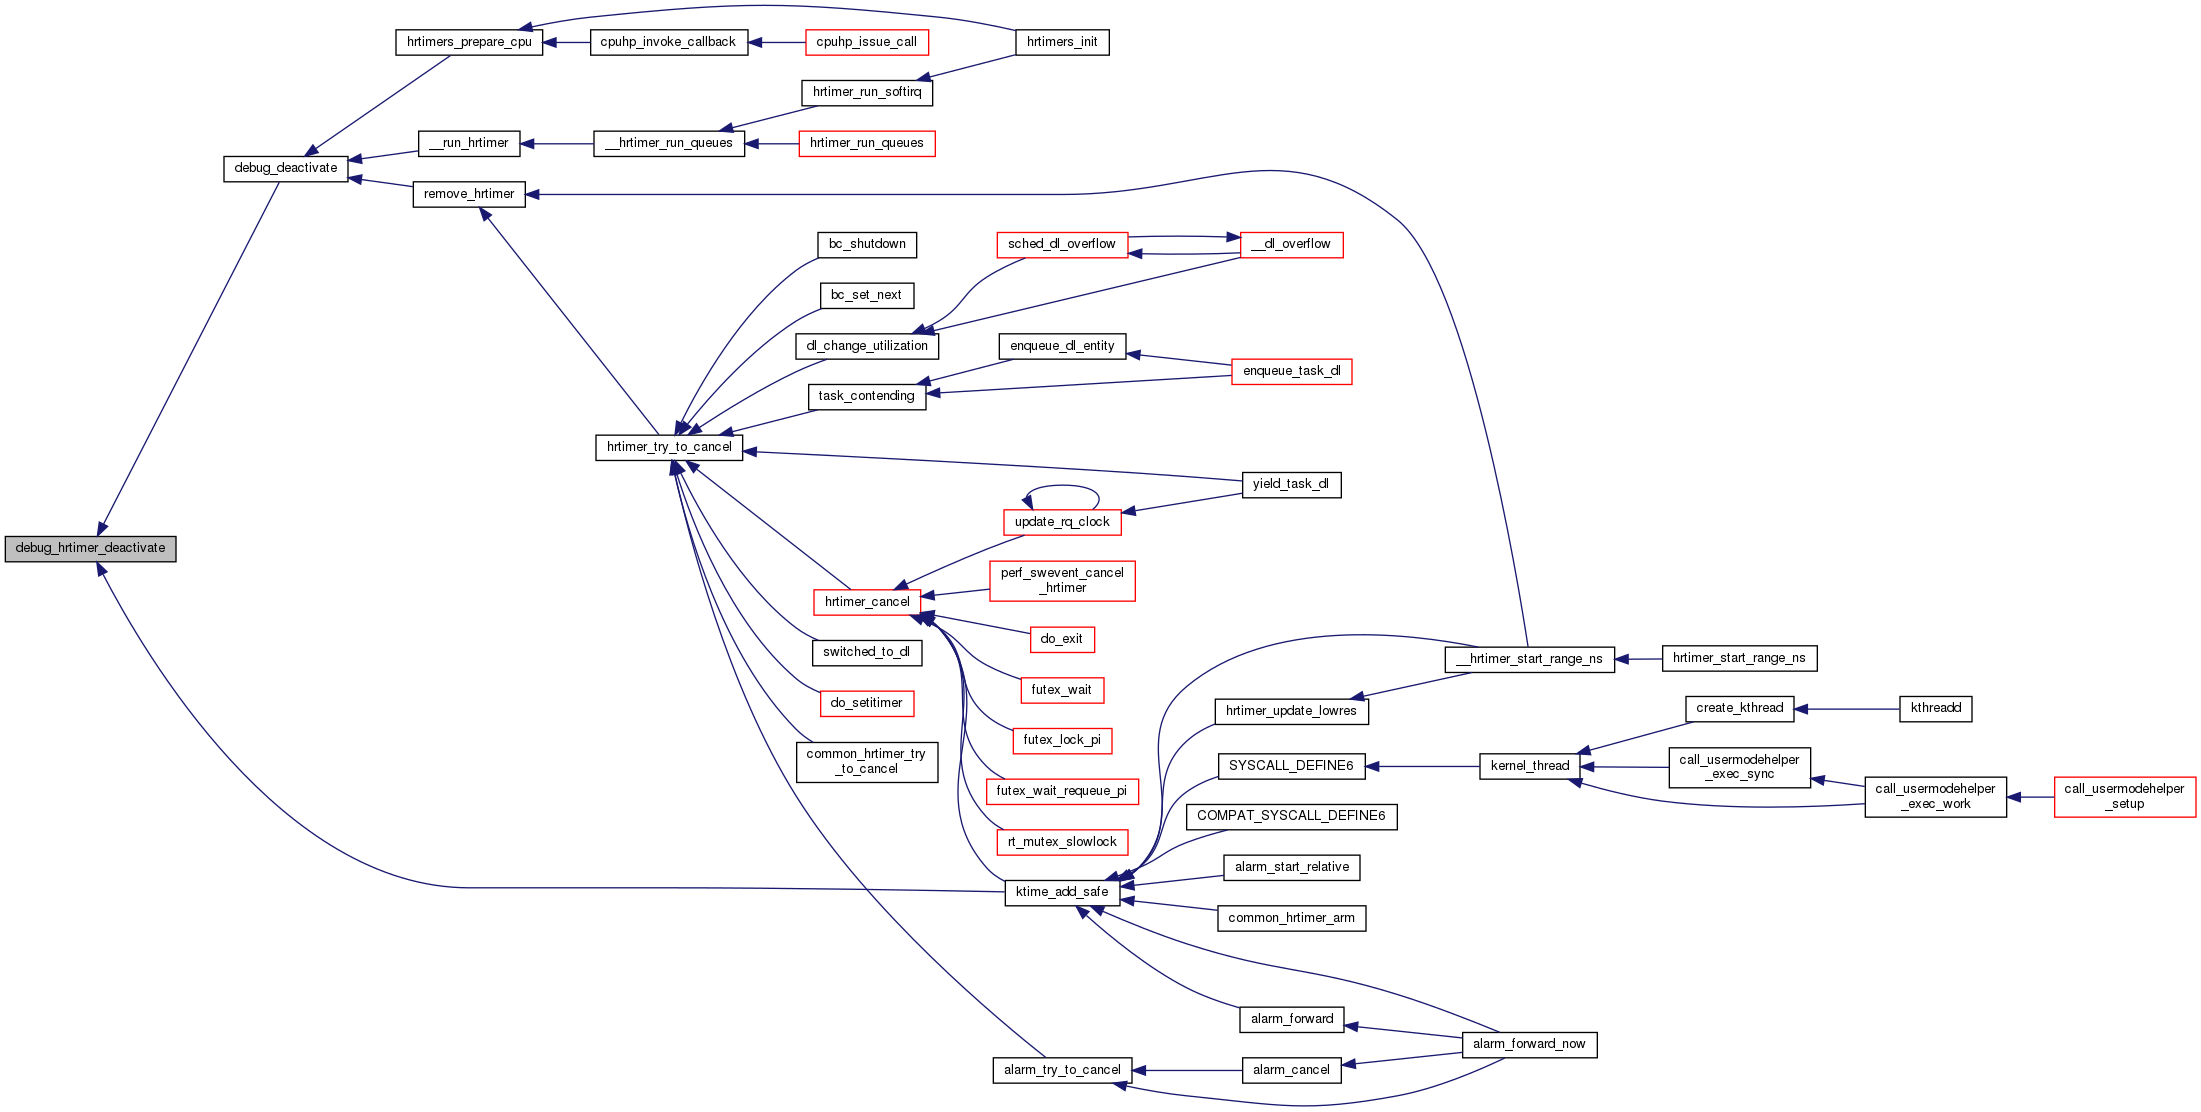 hrtimers_prepare_cpu
cpuhp_invoke_callback
cpuhp_issue_call
hrtimers_init
hrtimer_run_softirq
__run_hrtimer
__hrtimer_run_queues
hrtimer_run_queues
debug_deactivate
remove_hrtimer
bc_shutdown
sched_dl_overflow
__dl_overflow
bc_set_next
dl_change_utilization
enqueue_dl_entity
enqueue_task_dl
task_contending
hrtimer_try_to_cancel
yield_task_dl
update_rq_clock
debug_hrtimer_deactivate
perf_swevent_cancel
_hrtimer
hrtimer_cancel
do_exit
switched_to_dl
__hrtimer_start_range_ns
hrtimer_start_range_ns
futex_wait
do_setitimer
hrtimer_update_lowres
create_kthread
kthreadd
futex_lock_pi
common_hrtimer_try
_to_cancel
SYSCALL_DEFINE6
kernel_thread
call_usermodehelper
_exec_sync
futex_wait_requeue_pi
call_usermodehelper
_exec_work
call_usermodehelper
_setup
COMPAT_SYSCALL_DEFINE6
rt_mutex_slowlock
alarm_start_relative
ktime_add_safe
common_hrtimer_arm
alarm_forward
alarm_forward_now
alarm_try_to_cancel
alarm_cancel